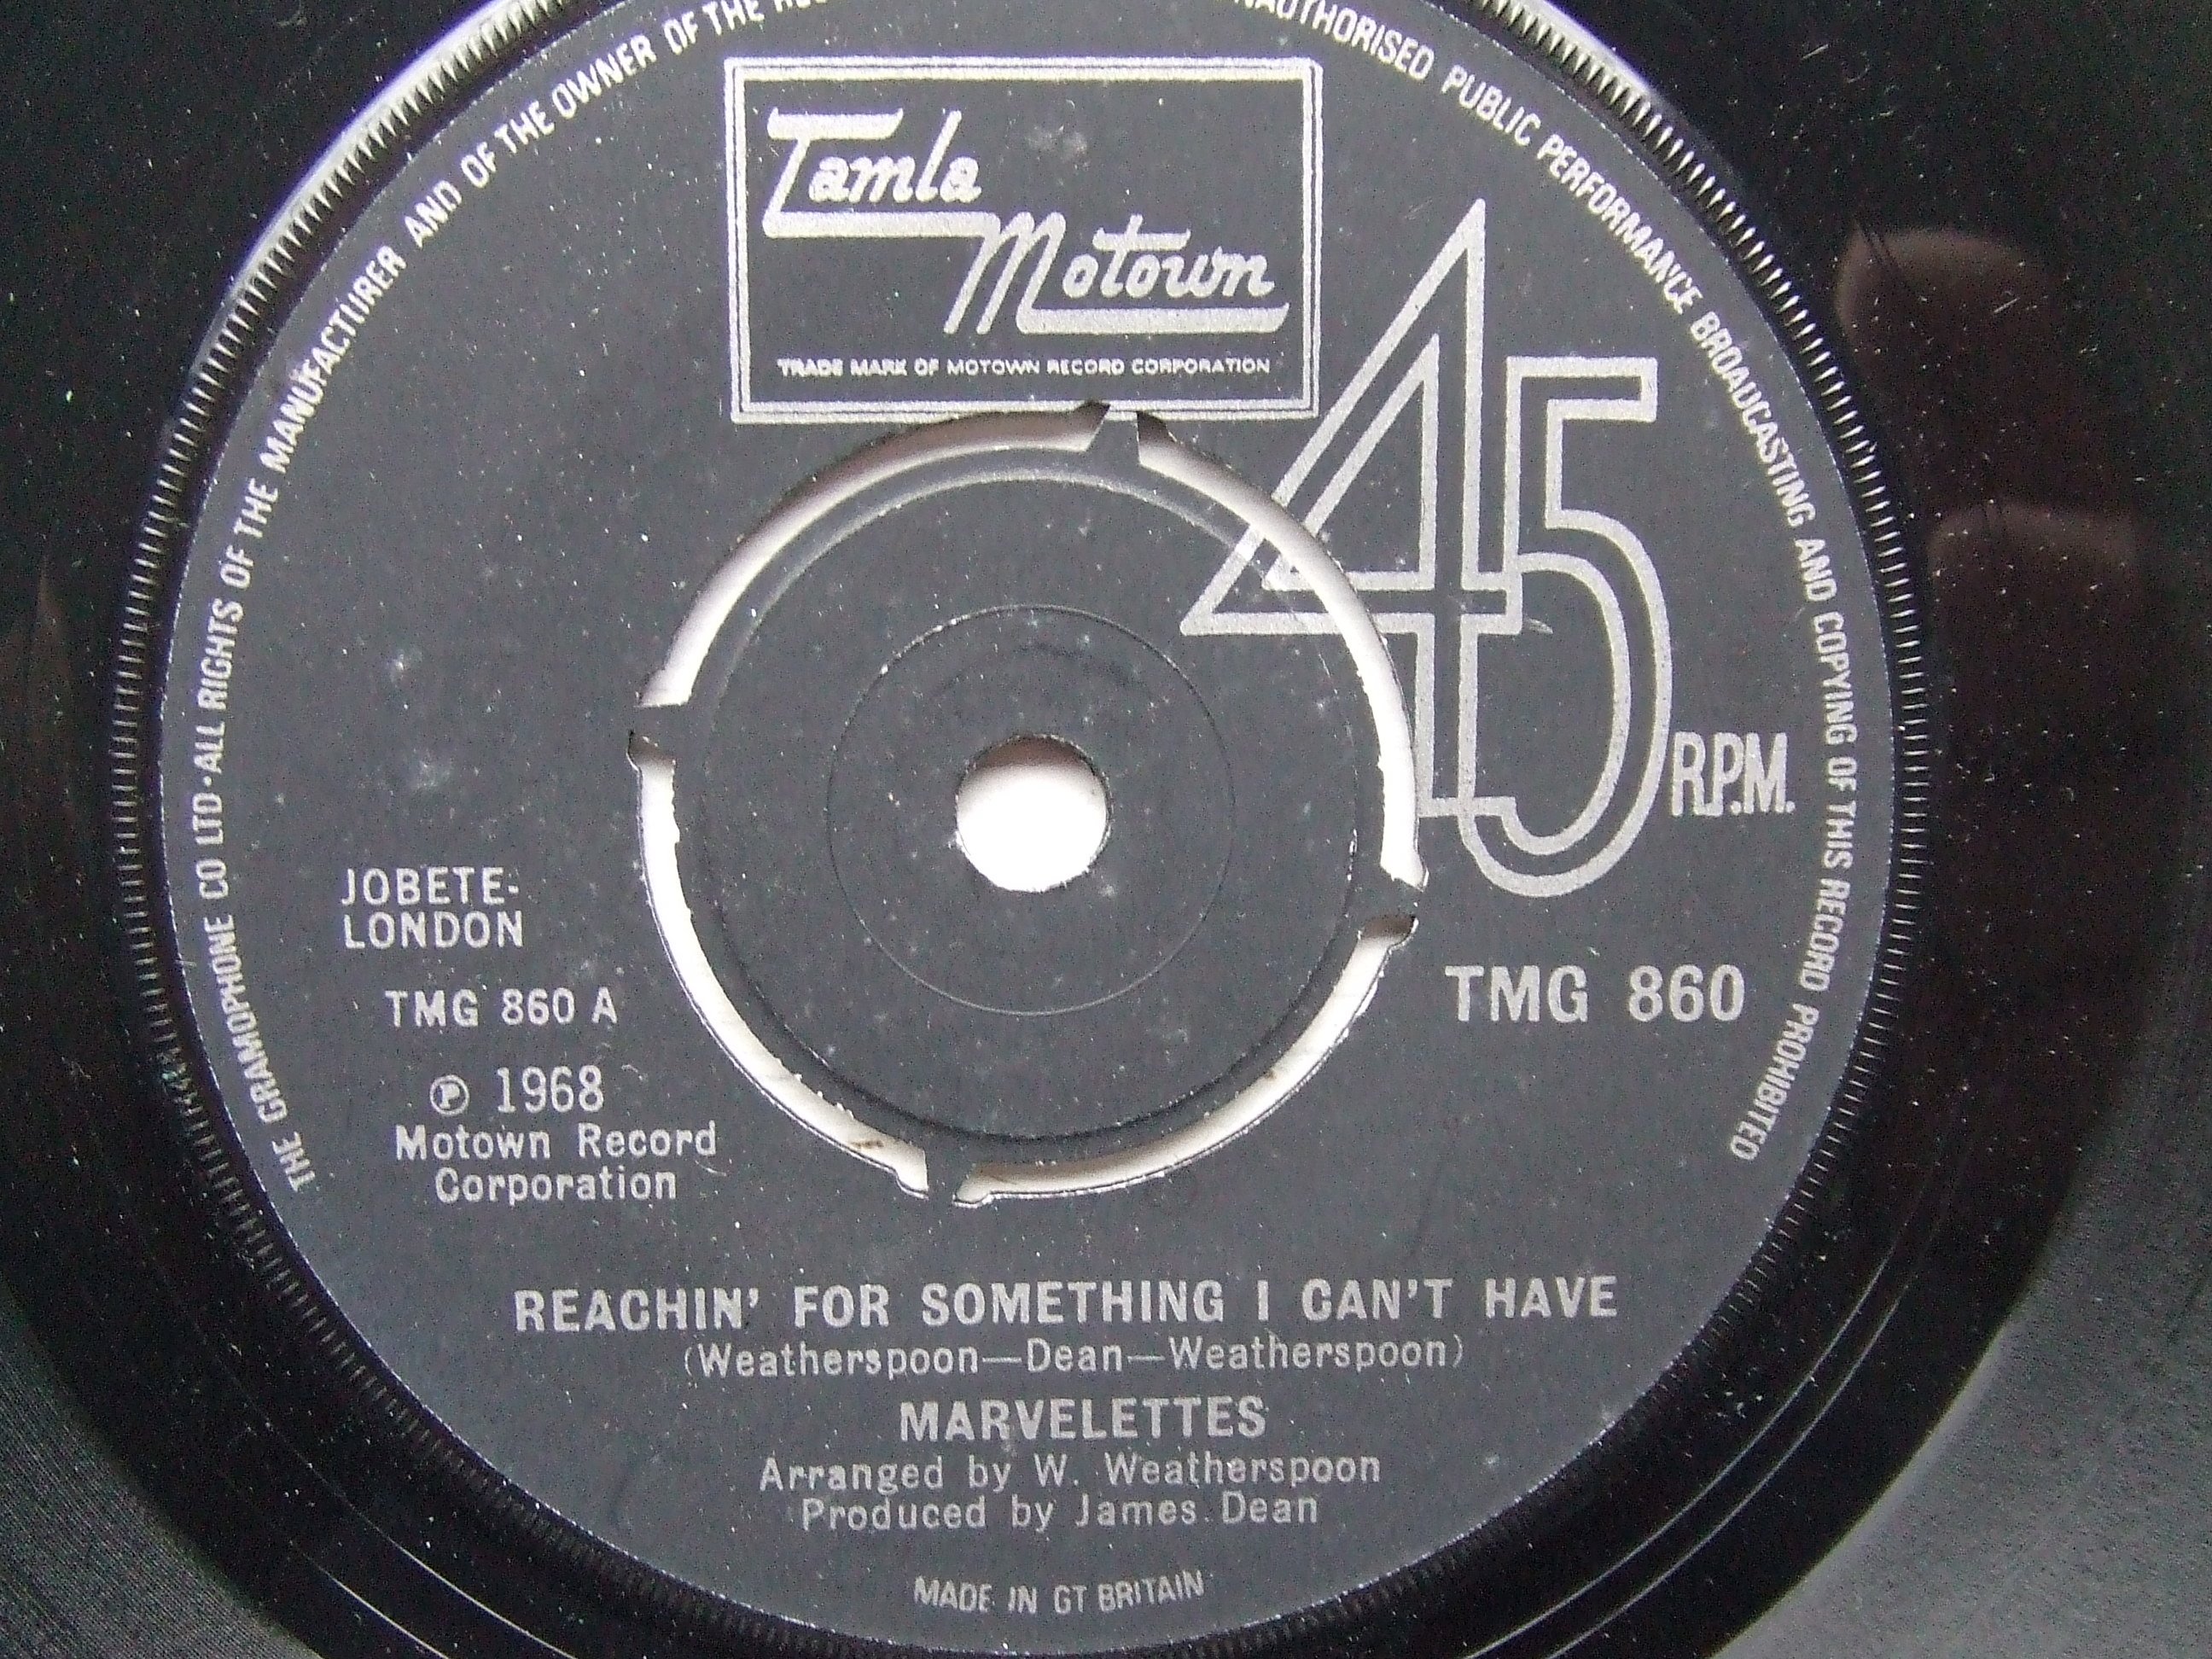 THE GRAMOPHONE CO LTD·ALL RIGHTS OF THE MANUFACTURER AND OF THE OWNER OF THE
UNAUTHORISED PUBLIC PERFORMANCE BROADCASTING AND COPYING OF THIS RECORD PROHIBITED
Tamla
Motown
TRADE MARK OF MOTOWN RECORD CORPORATION
45
R.P.M.
JOBETE-
LONDON
TMG 860 A
TMG 860
℗ 1968
Motown Record
Corporation
REACHIN' FOR SOMETHING I CAN'T HAVE
(Weatherspoon—Dean—Weatherspoon)
MARVELETTES
Arranged by W. Weatherspoon
Produced by James Dean
MADE IN GT BRITAIN